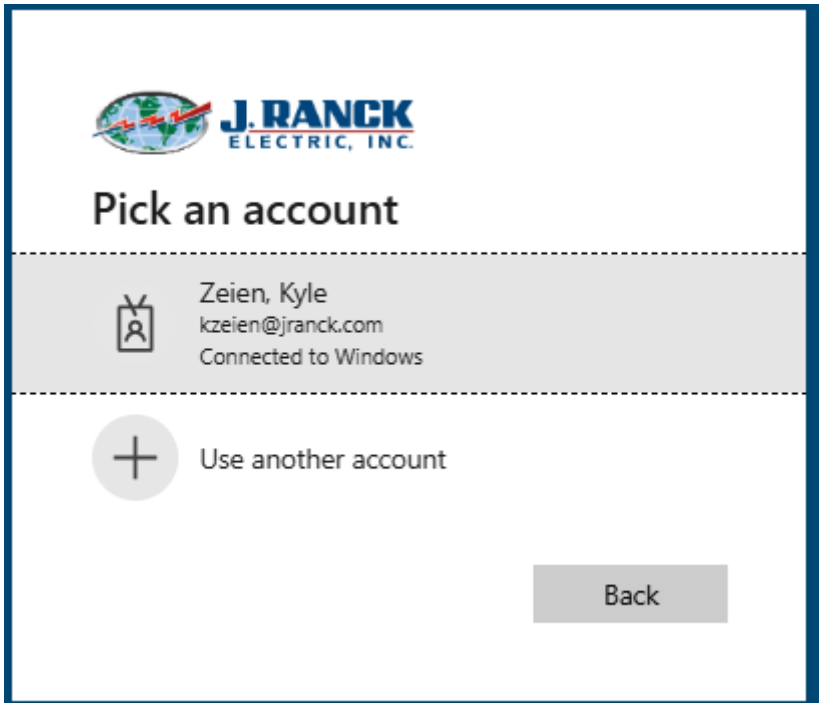 J. RANCK
ELECTRIC, INC.
Pick an account
Zeien, Kyle
kzeien@jranck.com
Connected to Windows
Use another account
Back